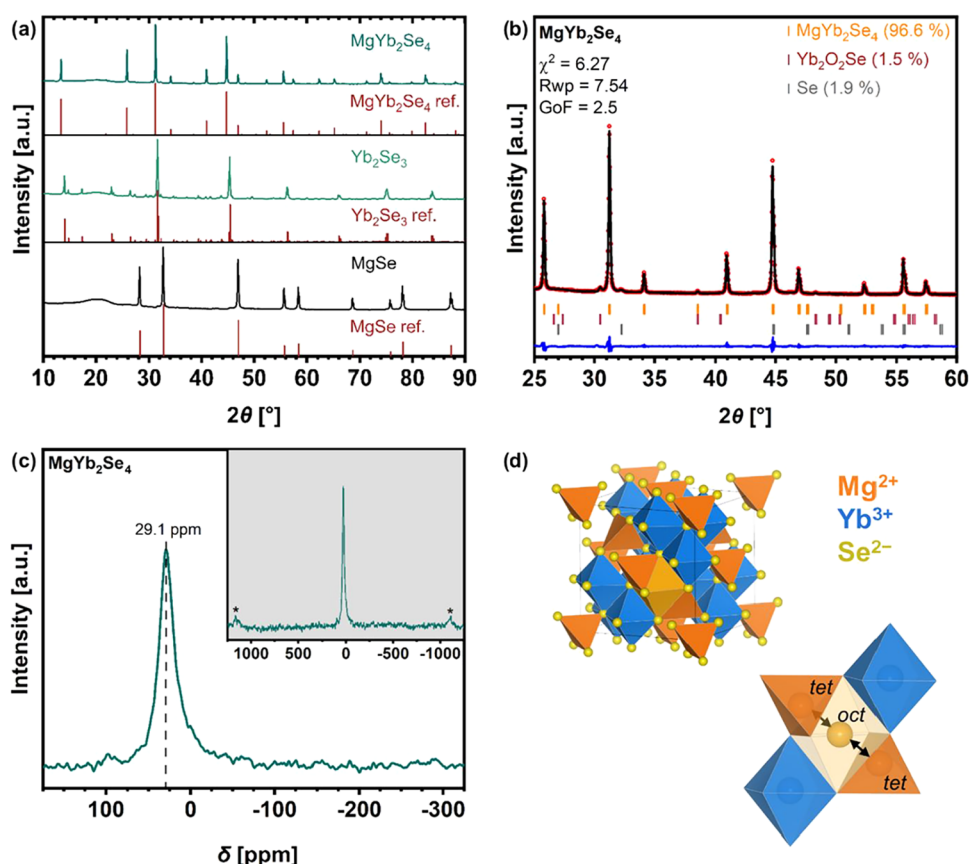 (a)
MgYb₂Se₄
MgYb₂Se₄ ref.
Yb₂Se₃
Yb₂Se₃ ref.
MgSe
MgSe ref.
Intensity [a.u.]
10 20 30 40 50 60 70 80 90
2θ [°]
(b)
MgYb₂Se₄
χ² = 6.27
Rwp = 7.54
GoF = 2.5
MgYb₂Se₄ (96.6 %)
Yb₂O₂Se (1.5 %)
Se (1.9 %)
Intensity [a.u.]
25 30 35 40 45 50 55 60
2θ [°]
(c)
MgYb₂Se₄
29.1 ppm
* *
1000 500 0 -500 -1000
Intensity [a.u.]
100 0 -100 -200 -300
δ [ppm]
(d)
Mg²⁺
Yb³⁺
Se²⁻
tet
oct
tet